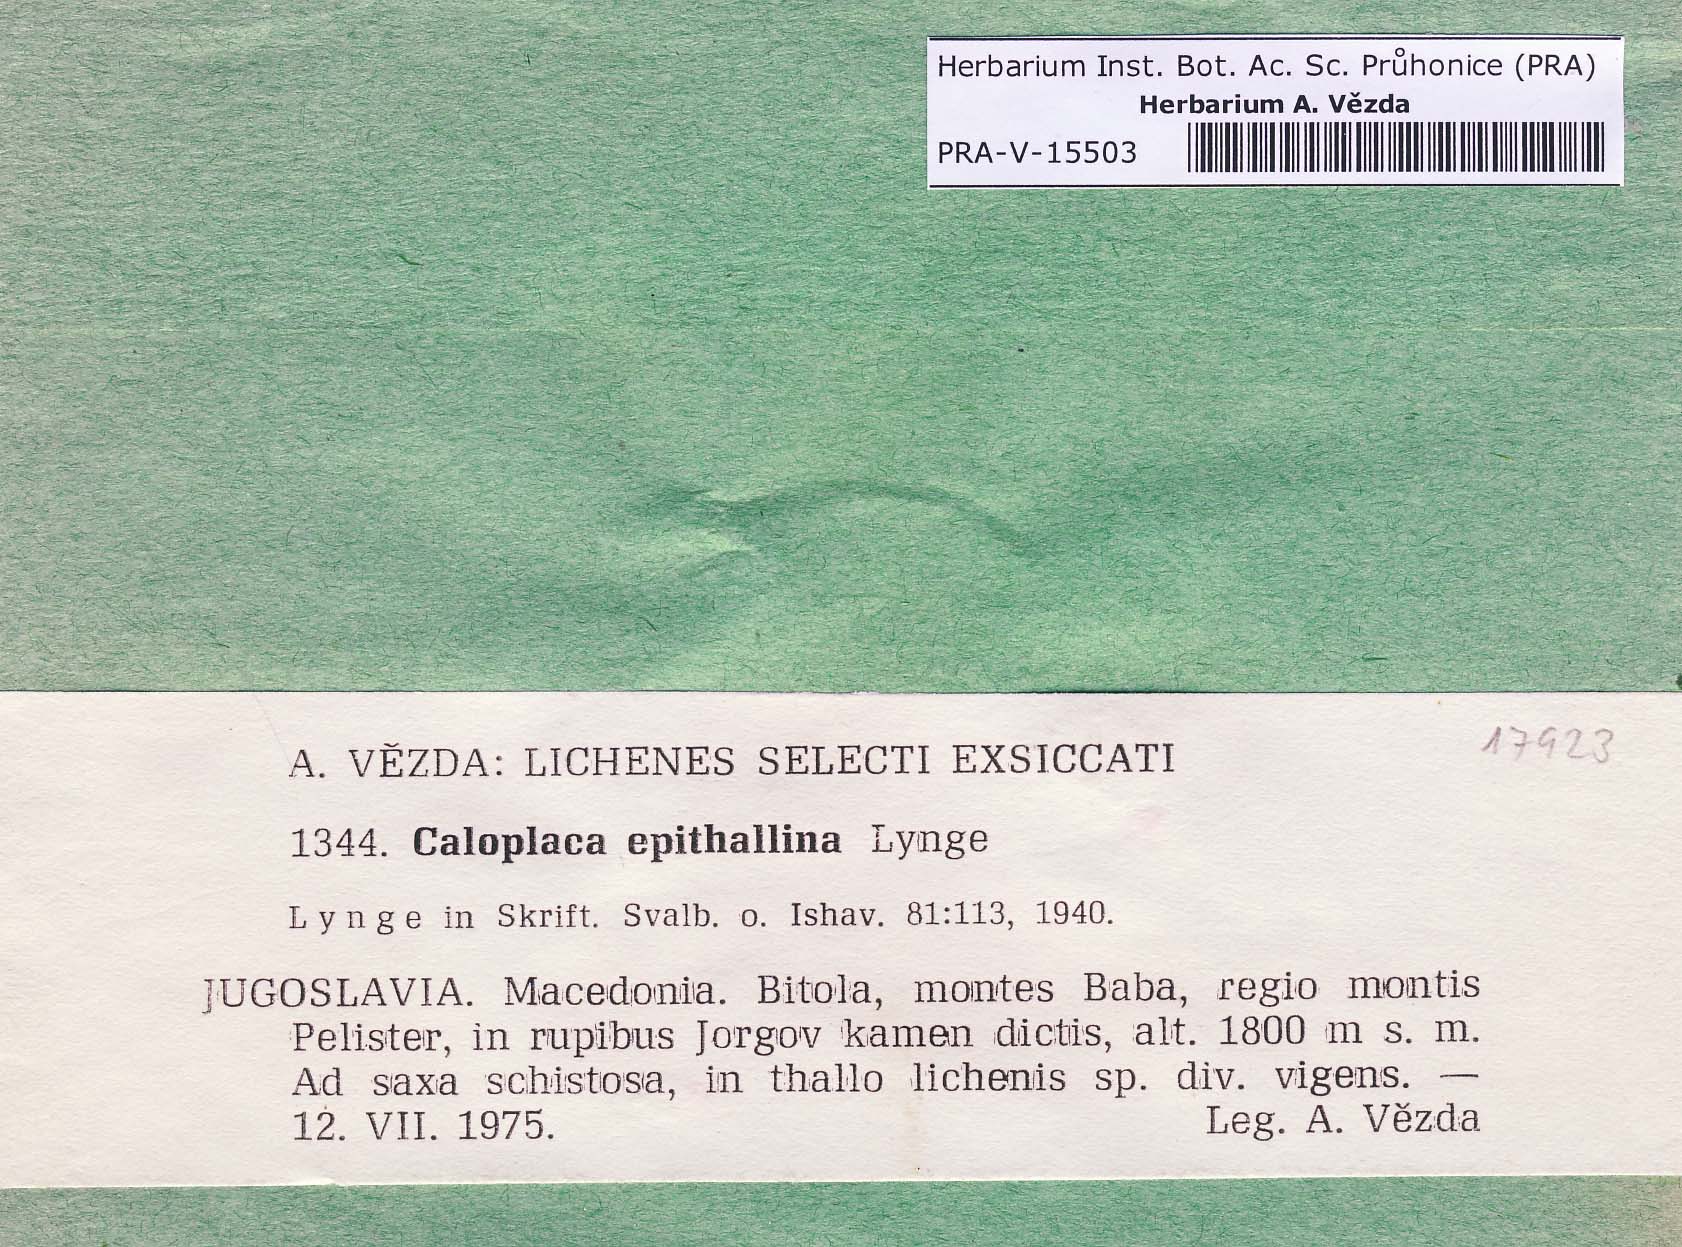 Herbarium Inst. Bot. Ac. Sc. Průhonice (PRA)
Herbarium A. Vězda
PRA-V-15503
17923
A. VĚZDA: LICHENES SELECTI EXSICCATI
1344. Caloplaca epithallina Lynge
Lynge in Skrift. Svalb. o. Ishav. 81:113, 1940.
JUGOSLAVIA. Macedonia. Bitola, montes Baba, regio montis
Pelister, in rupibus Jorgov kamen dictis, alt. 1800 m s. m.
Ad saxa schistosa, in thallo lichenis sp. div. vigens. —
12. VII. 1975. Leg. A. Vězda